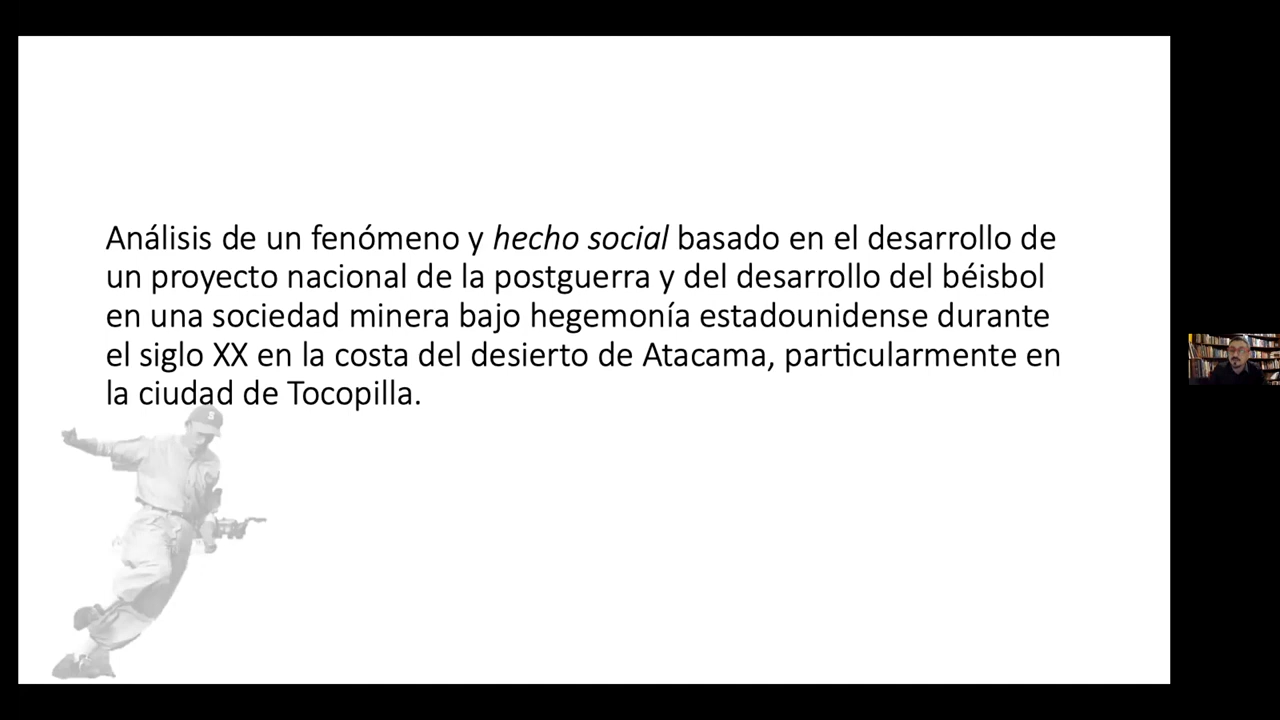 Análisis de un fenómeno y hecho social basado en el desarrollo de
un proyecto nacional de la postguerra y del desarrollo del béisbol
en una sociedad minera bajo hegemonía estadounidense durante
el siglo XX en la costa del desierto de Atacama, particularmente en
la ciudad de Tocopilla.
S